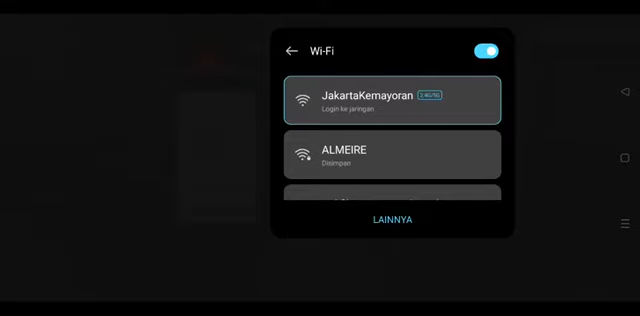 Wi-Fi
JakartaKemayoran 2.4G/5G
Login ke jaringan
ALMEIRE
Disimpan
LAINNYA